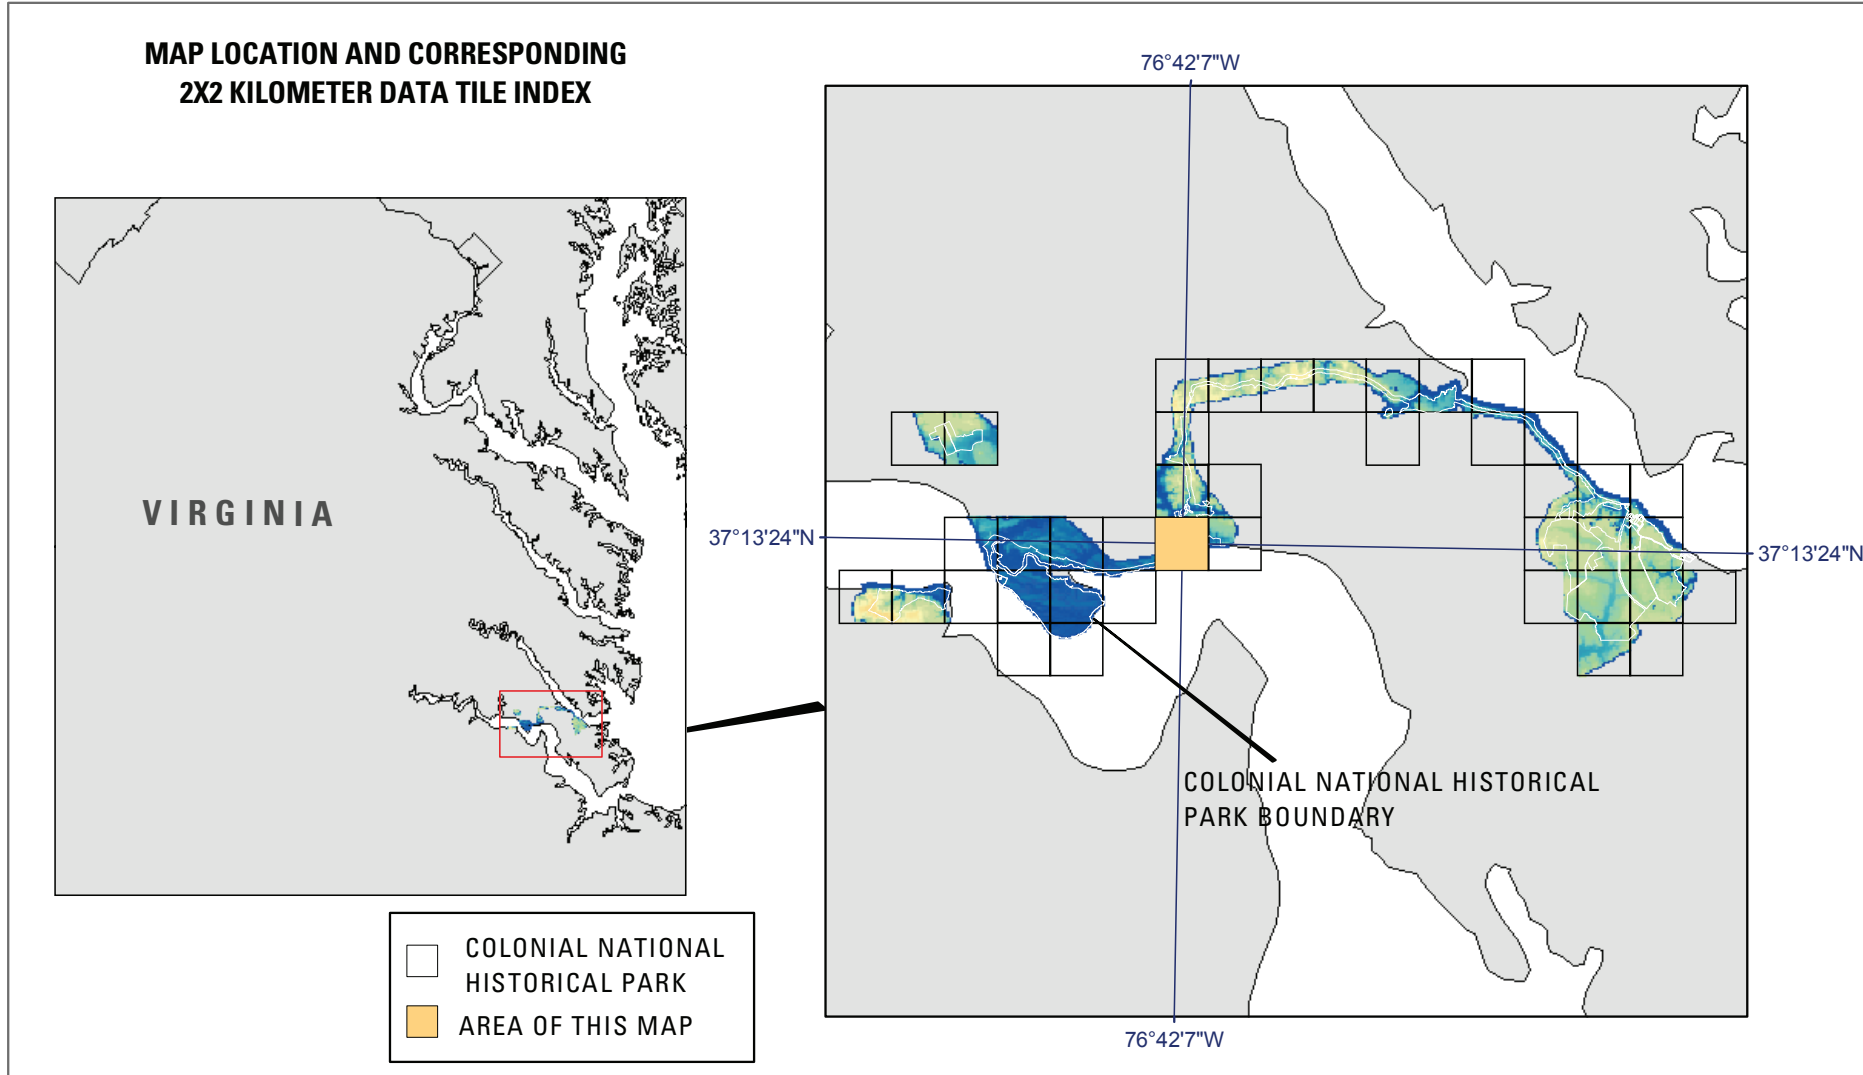 MAP LOCATION AND CORRESPONDING
2X2 KILOMETER DATA TILE INDEX
76°42'7"W
VIRGINIA
37°13'24"N
37°13'24"N
COLONIAL NATIONAL HISTORICAL
PARK BOUNDARY
COLONIAL NATIONAL
HISTORICAL PARK
AREA OF THIS MAP
76°42'7"W